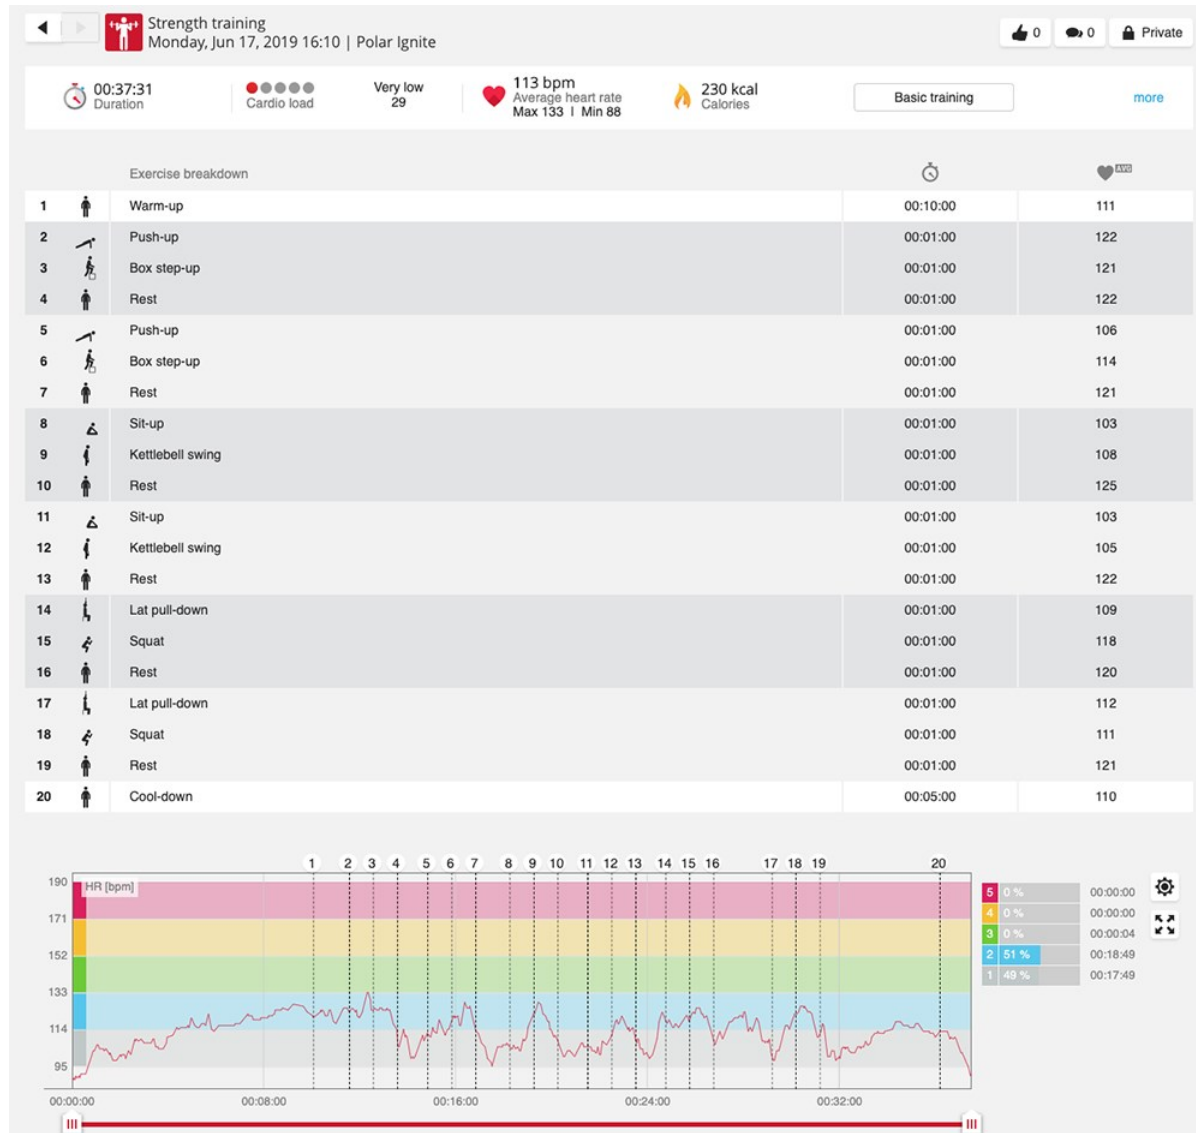 Strength training
Monday, Jun 17, 2019 16:10 | Polar Ignite
0
0
Private
00:37:31
Duration
Cardio load
Very low
29
113 bpm
Average heart rate
Max 133 | Min 88
230 kcal
Calories
Basic training
more
Exercise breakdown
AVG
1 Warm-up 00:10:00 111
2 Push-up 00:01:00 122
3 Box step-up 00:01:00 121
4 Rest 00:01:00 122
5 Push-up 00:01:00 106
6 Box step-up 00:01:00 114
7 Rest 00:01:00 121
8 Sit-up 00:01:00 103
9 Kettlebell swing 00:01:00 108
10 Rest 00:01:00 125
11 Sit-up 00:01:00 103
12 Kettlebell swing 00:01:00 105
13 Rest 00:01:00 122
14 Lat pull-down 00:01:00 109
15 Squat 00:01:00 118
16 Rest 00:01:00 120
17 Lat pull-down 00:01:00 112
18 Squat 00:01:00 111
19 Rest 00:01:00 121
20 Cool-down 00:05:00 110
1 2 3 4 5 6 7 8 9 10 11 12 13 14 15 16 17 18 19 20
HR [bpm]
190
171
152
133
114
95
00:00:00 00:08:00 00:16:00 00:24:00 00:32:00
5 0 % 00:00:00
4 0 % 00:00:00
3 0 % 00:00:04
2 51 % 00:18:49
1 49 % 00:17:49